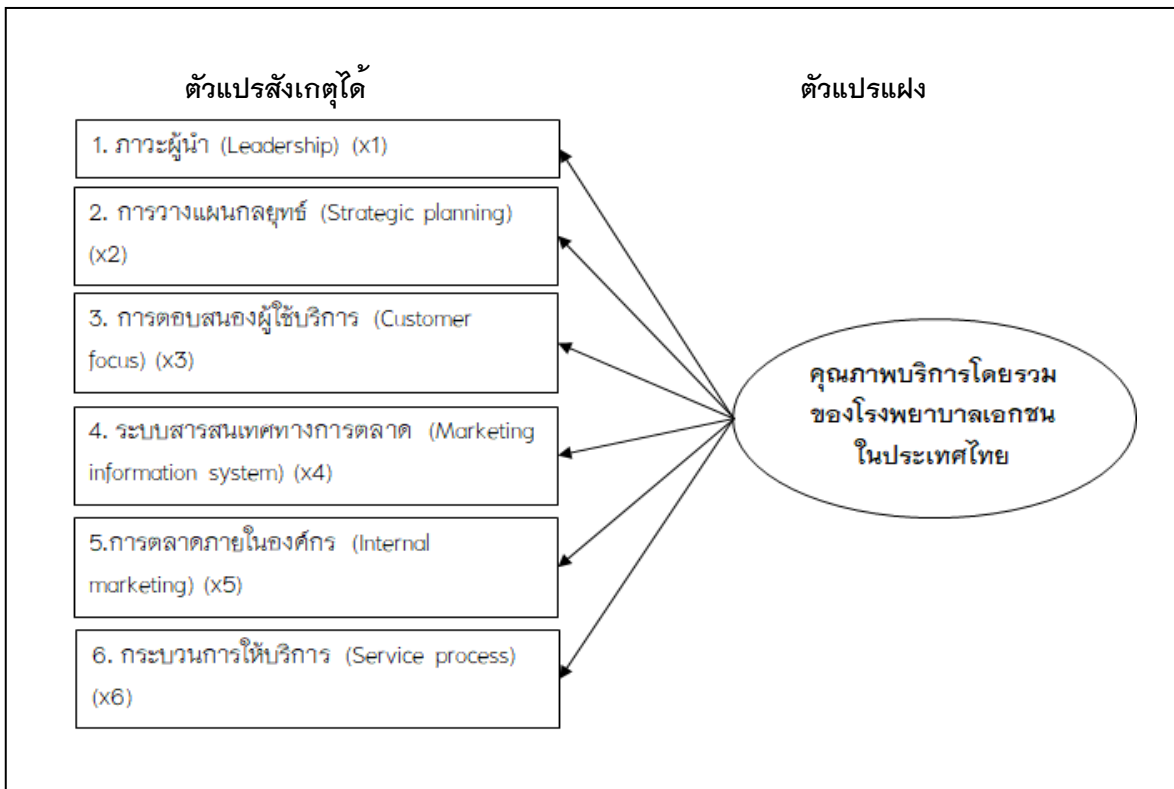 ตัวแปรสังเกตุได้
ตัวแปรแฝง
1. ภาวะผู้นำ (Leadership) (x1)
2. การวางแผนกลยุทธ์ (Strategic planning)
(x2)
3. การตอบสนองผู้ใช้บริการ (Customer
focus) (x3)
4. ระบบสารสนเทศทางการตลาด (Marketing
information system) (x4)
5.การตลาดภายในองค์กร (Internal
marketing) (x5)
6. กระบวนการให้บริการ (Service process)
(x6)
คุณภาพบริการโดยรวม
ของโรงพยาบาลเอกชน
ในประเทศไทย